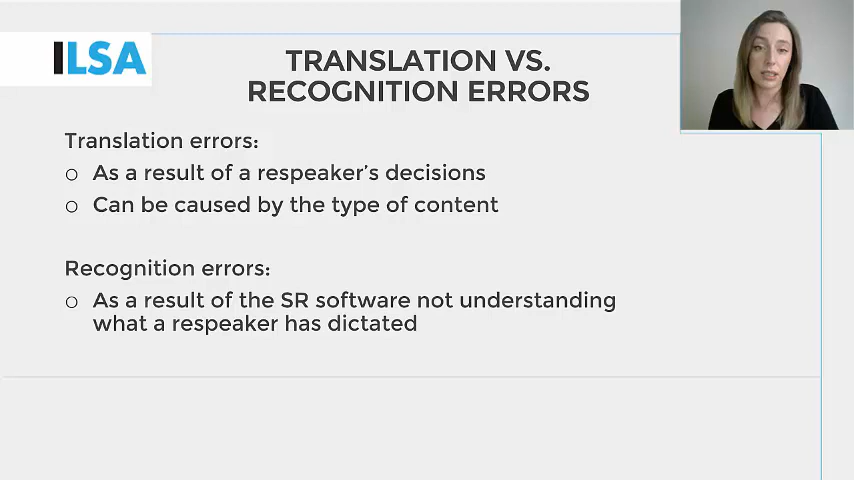 ILSA
TRANSLATION VS.
RECOGNITION ERRORS
Translation errors:
o As a result of a respeaker's decisions
o Can be caused by the type of content
Recognition errors:
o As a result of the SR software not understanding
what a respeaker has dictated